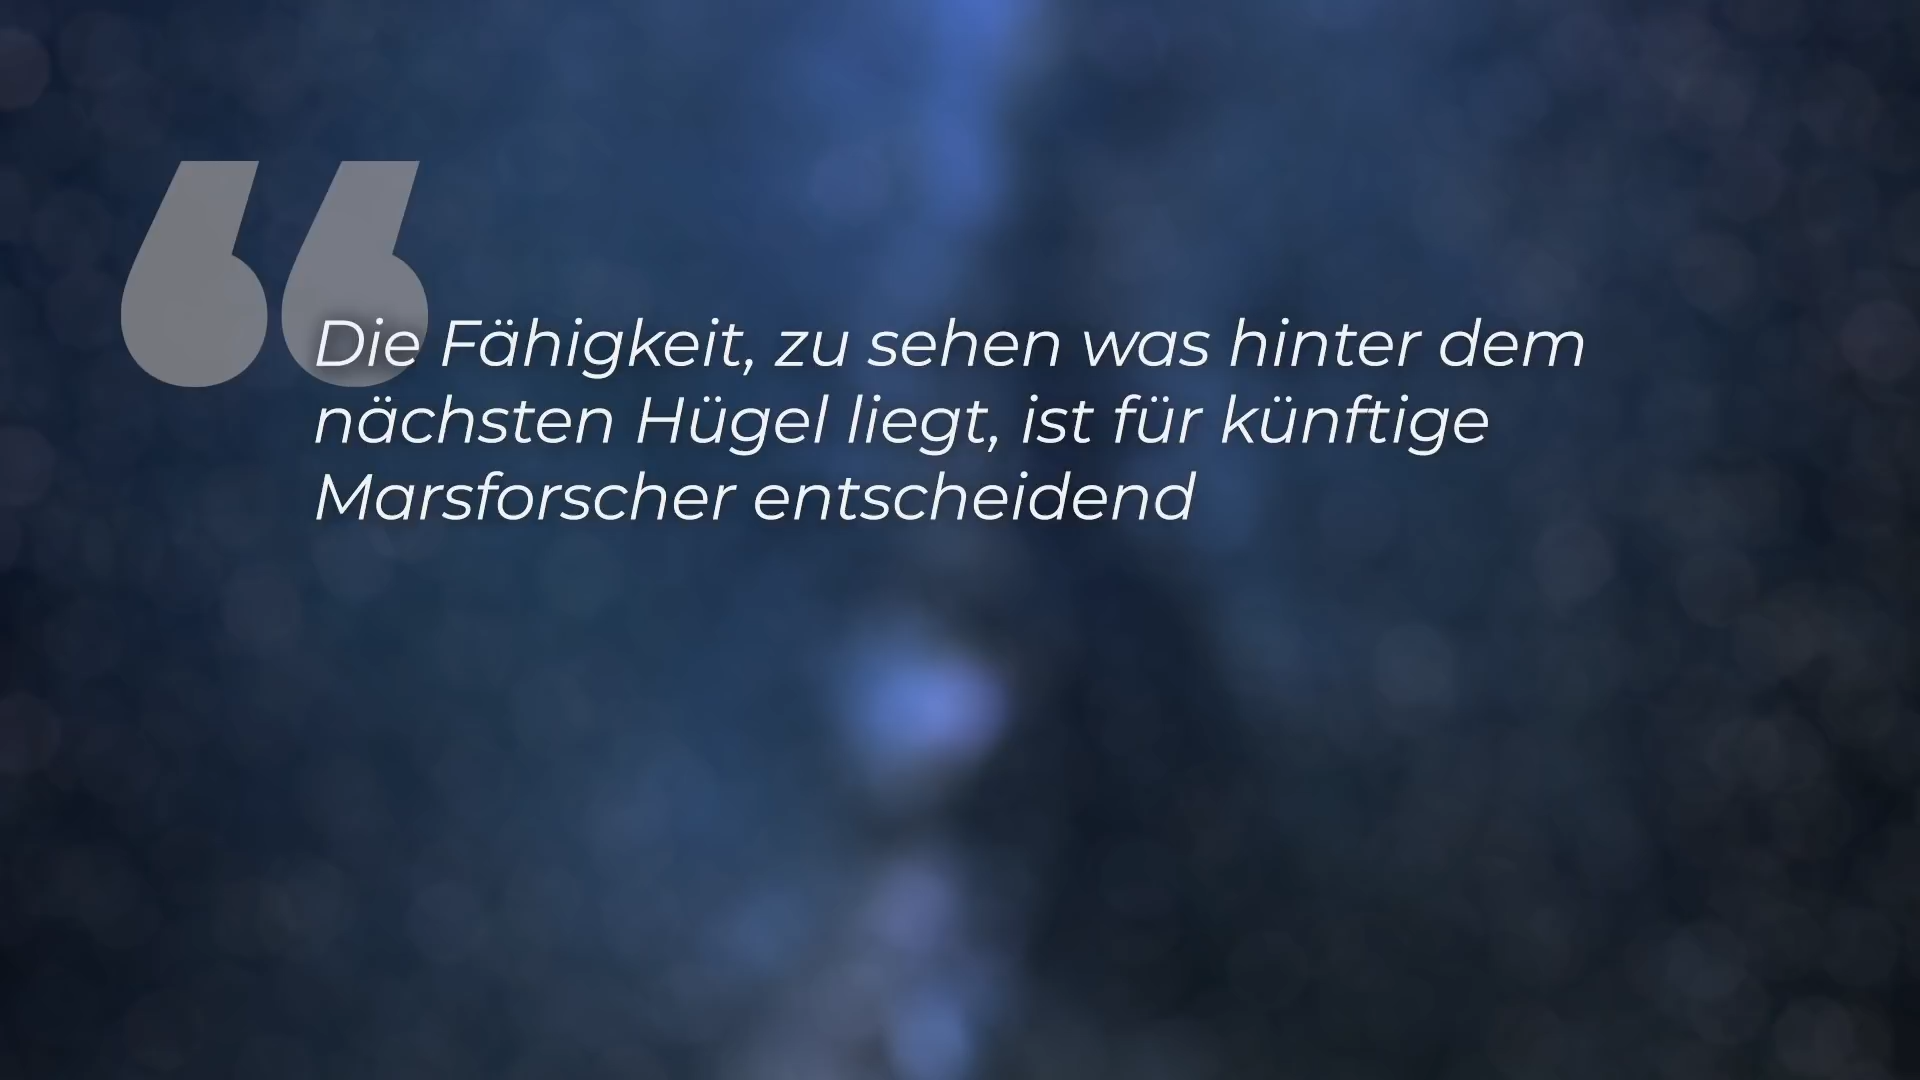 Die Fähigkeit, zu sehen was hinter dem
nächsten Hügel liegt, ist für künftige
Marsforscher entscheidend